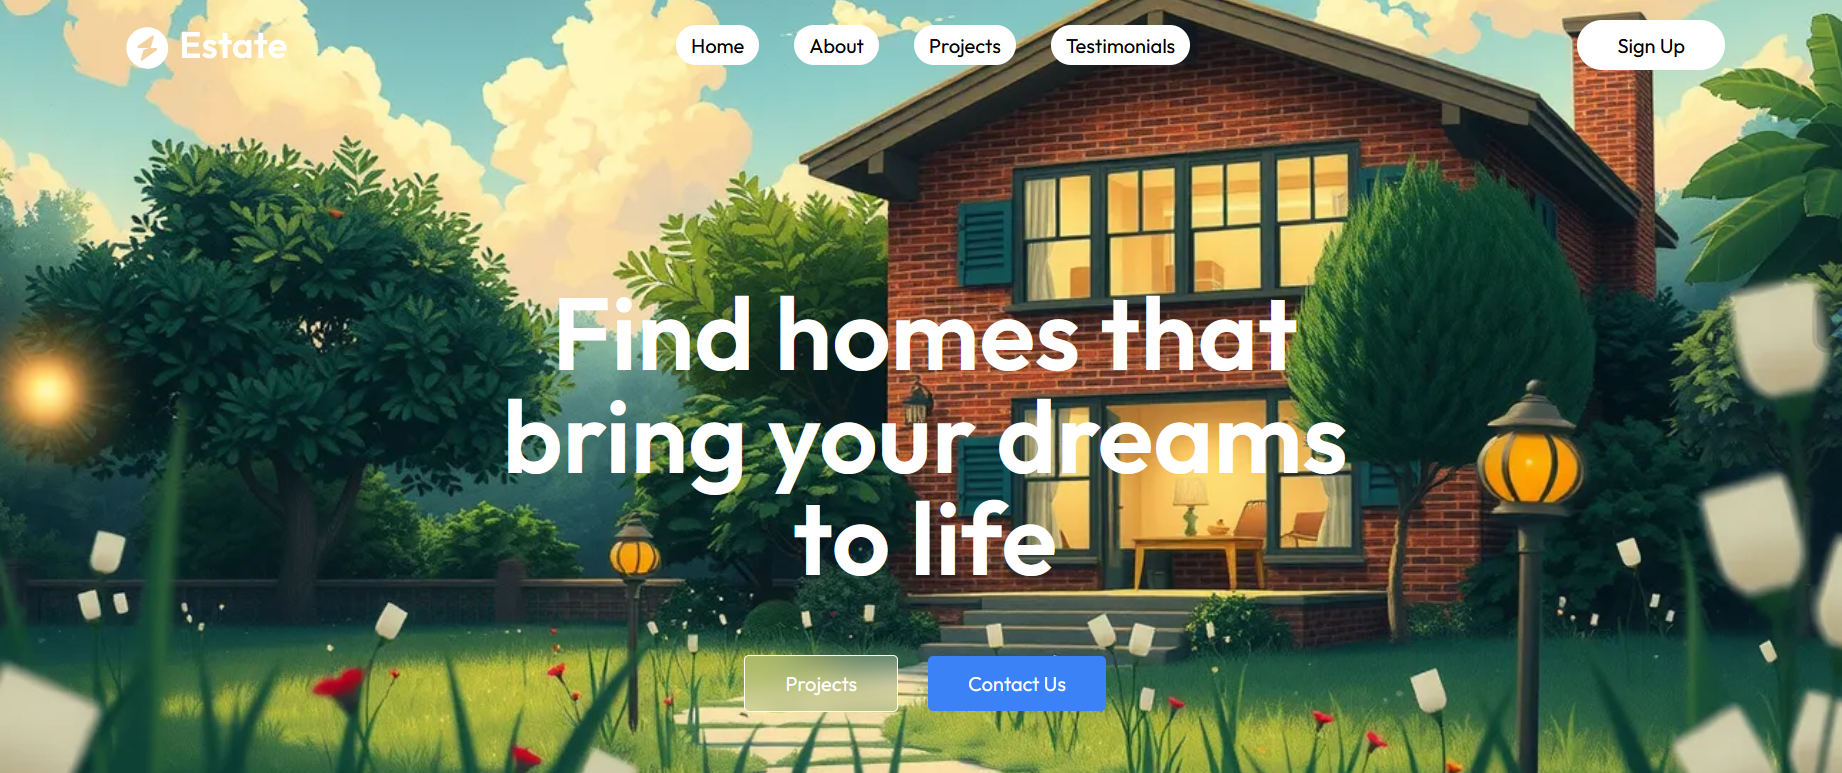 Estate
Home
About
Projects
Testimonials
Sign Up
Find homes that
bring your dreams
to life
Projects
Contact Us